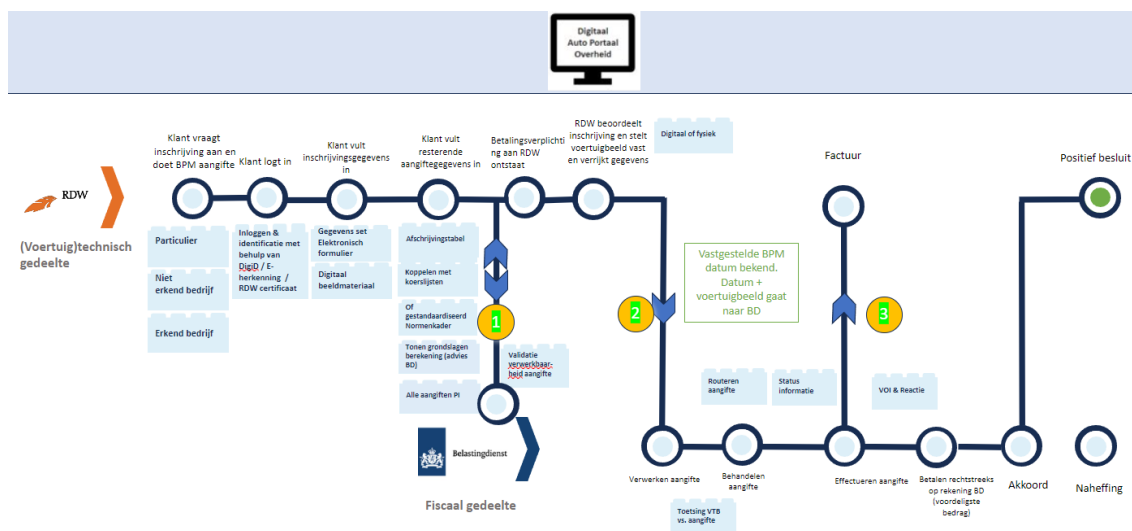 Digitaal
Auto Portaal
Overheid
Klant vraagt
inschrijving aan en
doet BPM aangifte
Klant logt in
Klant vult
inschrijvingsgegevens
in
Klant vult
resterende
aangiftegegevens in
Betalingsverplichti
ng aan RDW
ontstaat
RDW beoordeelt
inschrijving en stelt
voertuigbeeld vast
en verrijkt gegevens
Digitaal of fysiek
Factuur
Positief besluit
RDW
(Voertuig)technisch
gedeelte
Particulier
Niet
erkend bedrijf
Erkend bedrijf
Inloggen &
identificatie met
behulp van
DigiD / E-
herkenning /
RDW certificaat
Gegevens set
Elektronisch
formulier
Digitaal
beeldmateriaal
Afschrijvingstabel
Koppelen met
koerslijsten
Of
gestandaardiseerd
Normenkader
Tonen grondslagen
berekening (advies
BD)
Alle aangiften PI
1
Validatie
verwerkbaar-
heid aangifte
2
Vastgestelde BPM
datum bekend.
Datum +
voertuigbeeld gaat
naar BD
3
Routeren
aangifte
Status
informatie
VOI & Reactie
Belastingdienst
Fiscaal gedeelte
Verwerken aangifte
Behandelen
aangifte
Effectueren aangifte
Betalen rechtstreeks
op rekening BD
(voordeligste
bedrag)
Akkoord
Naheffing
Toetsing VTB
vs. aangifte